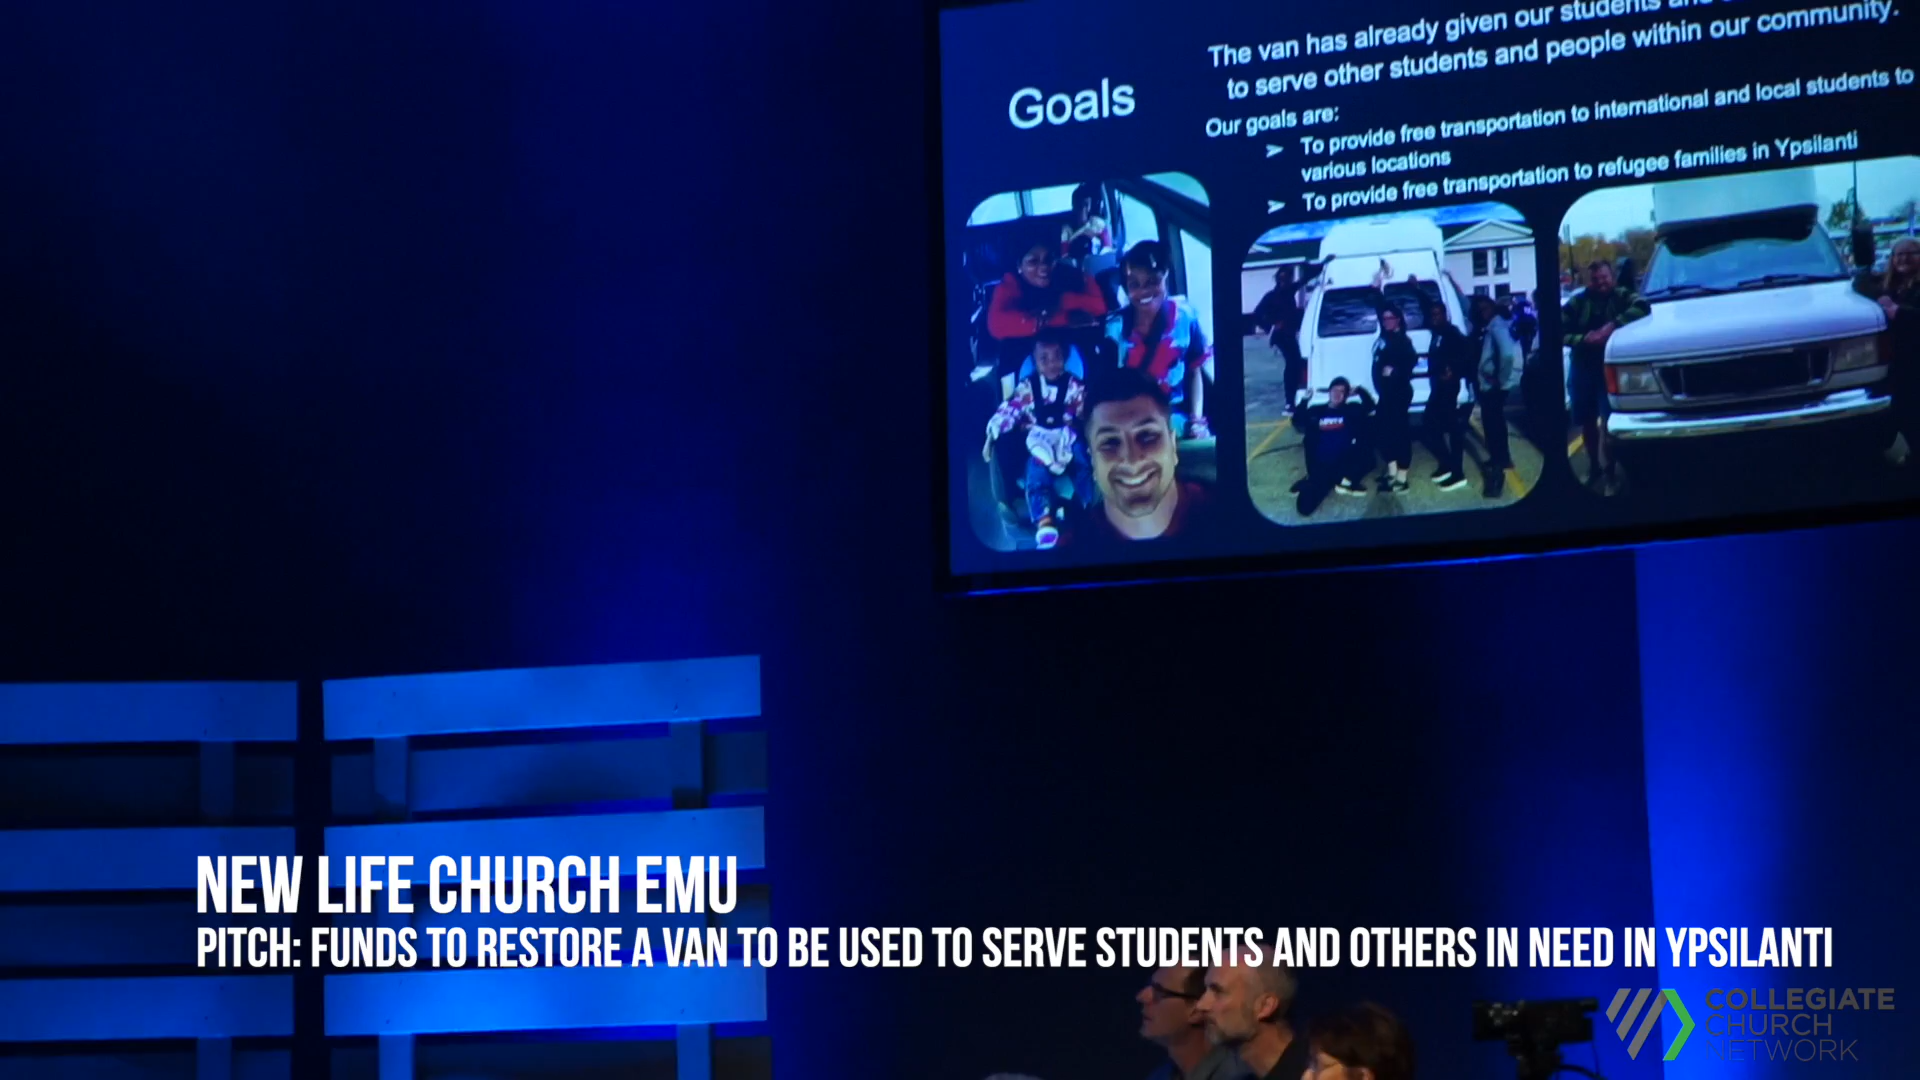 The van has already given our students
to serve other students and people within our community.
Goals
Our goals are:
➤ To provide free transportation to international and local students to
various locations
➤ To provide free transportation to refugee families in Ypsilanti
NEW LIFE CHURCH EMU
PITCH: FUNDS TO RESTORE A VAN TO BE USED TO SERVE STUDENTS AND OTHERS IN NEED IN YPSILANTI
COLLEGIATE
CHURCH
NETWORK